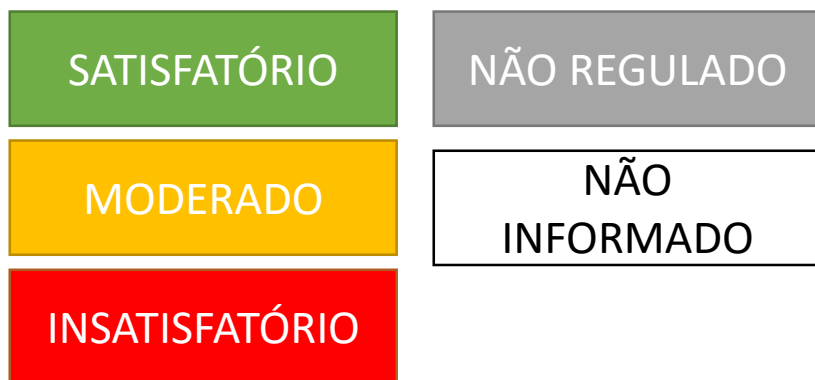 SATISFATÓRIO
NÃO REGULADO
MODERADO
NÃO
INFORMADO
INSATISFATÓRIO